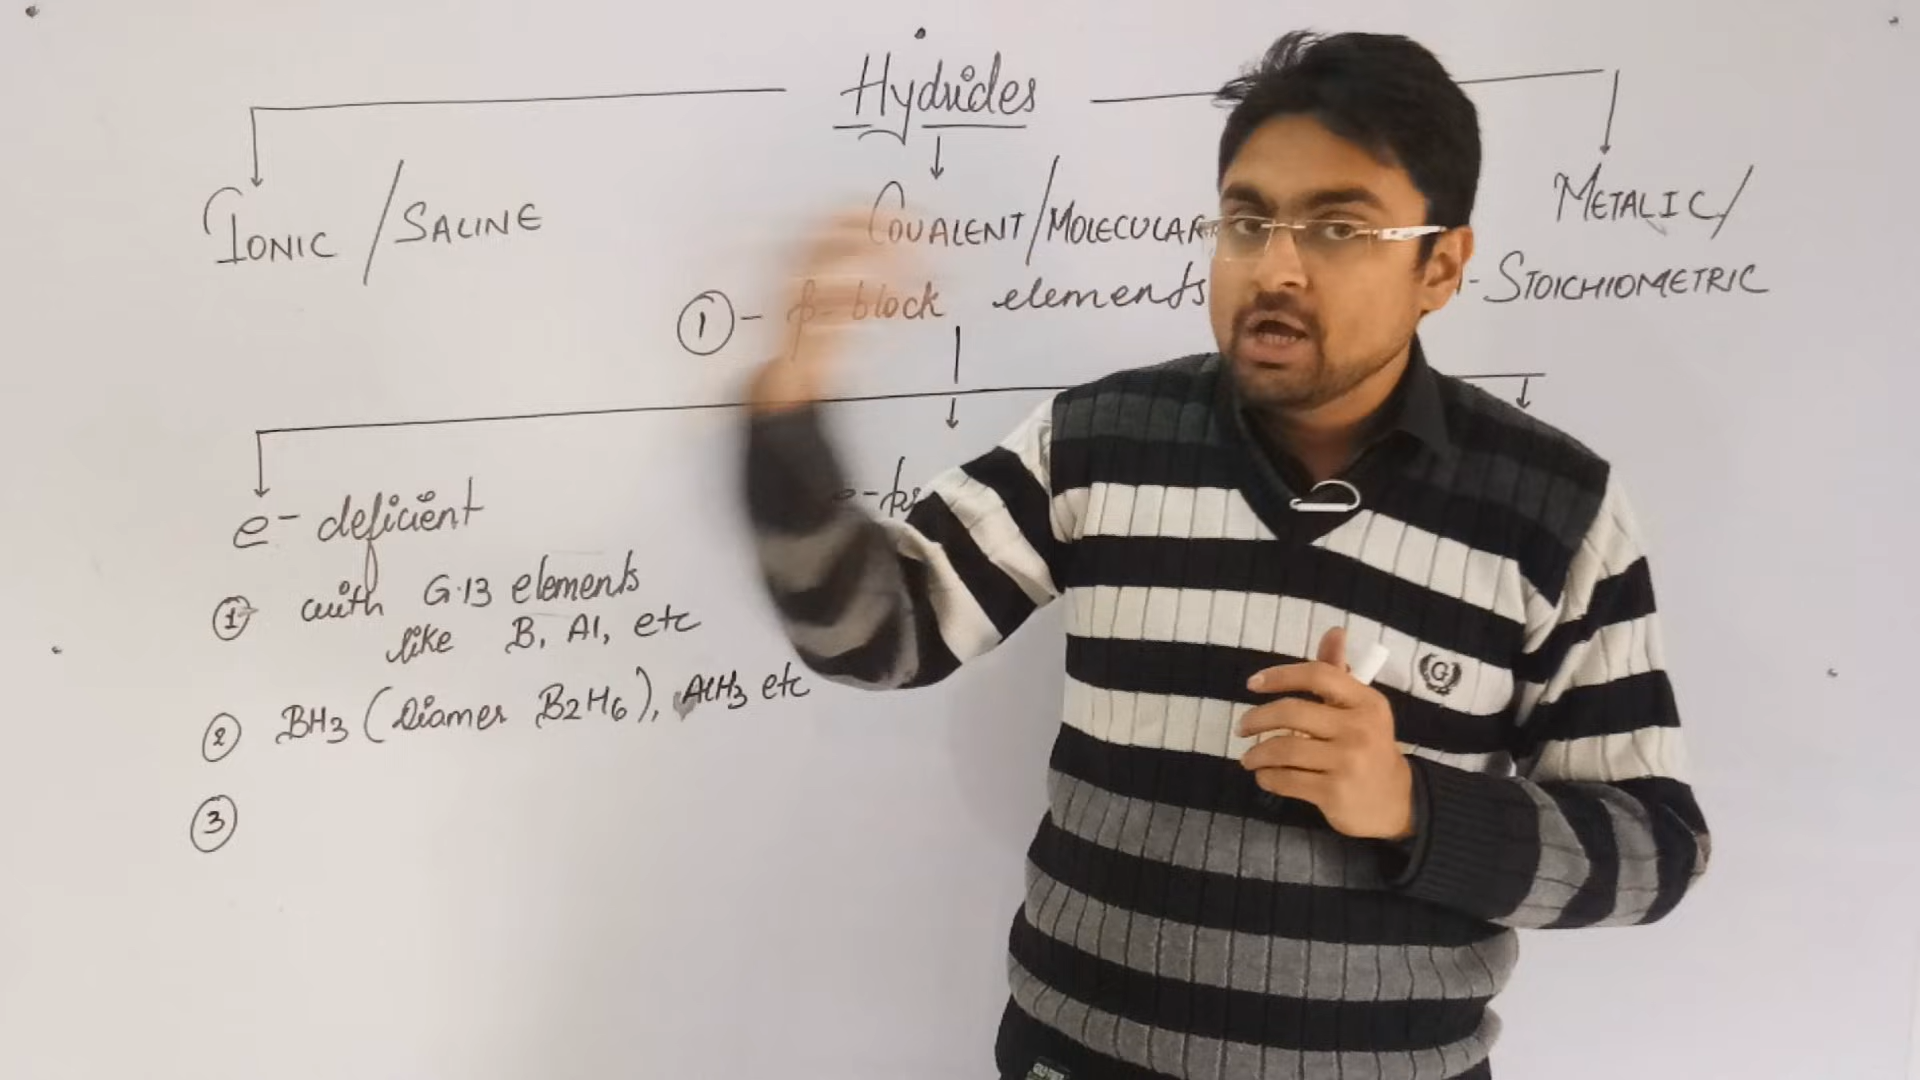 Hydrides
IONIC / SALINE
COVALENT/MOLECULAR
METALIC/
-STOICHIOMETRIC
① - p-block elements
e- deficient
① with G.13 elements
like B, Al, etc
② BH3 (Diamer B2H6), AlH3 etc
③
G